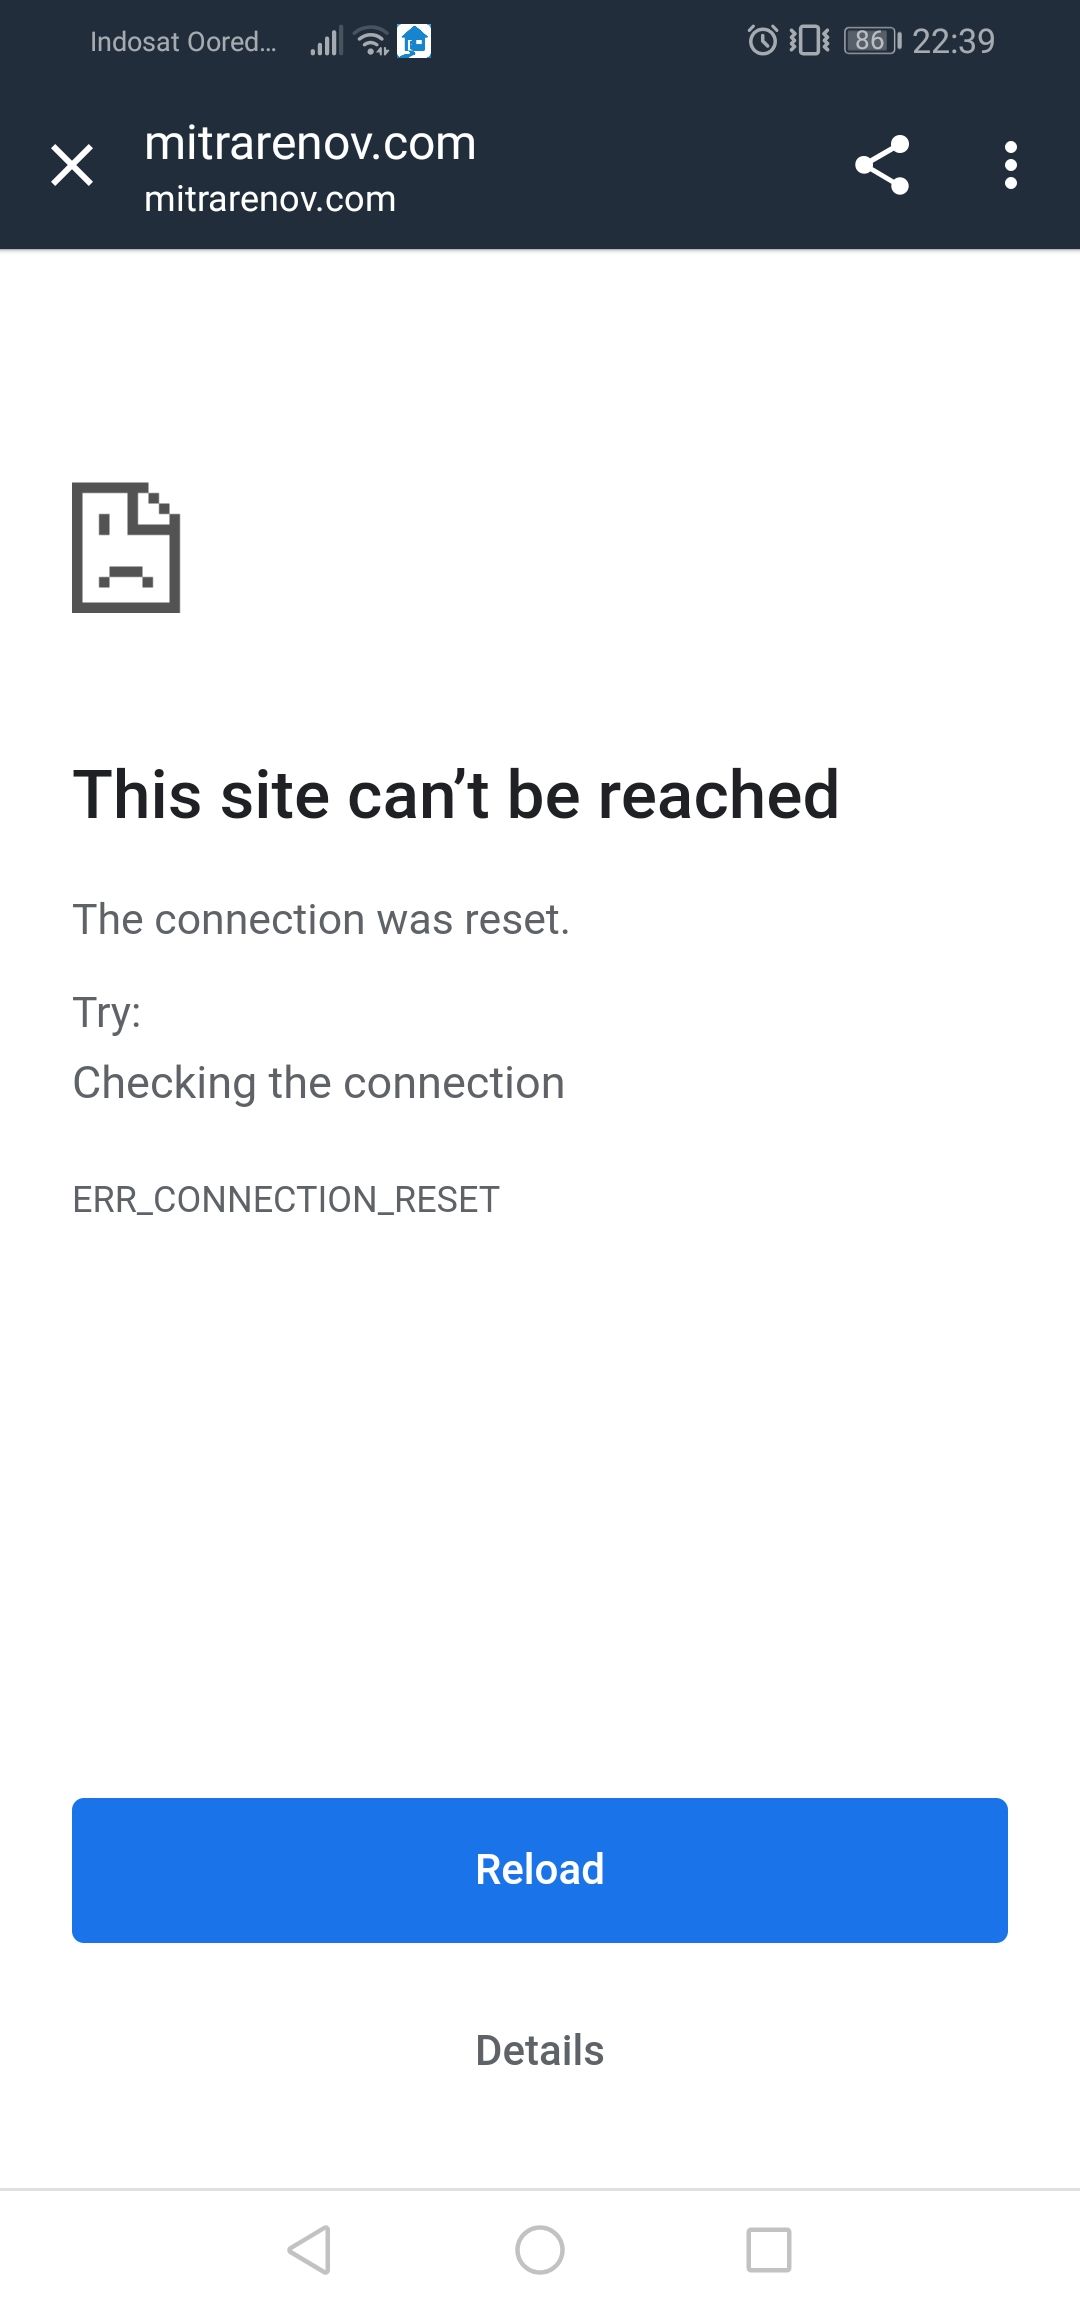 Indosat Oored... 86 22:39
mitrarenov.com
mitrarenov.com
This site can’t be reached
The connection was reset.
Try:
Checking the connection
ERR_CONNECTION_RESET
Reload
Details